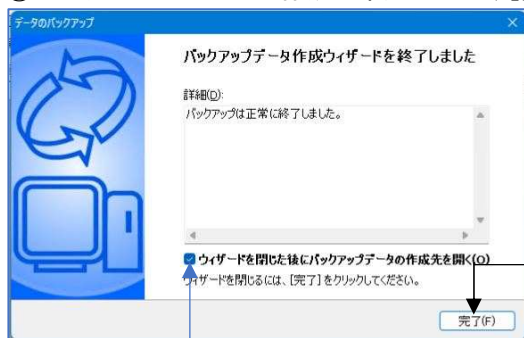 データのバックアップ
バックアップデータ作成ウィザードを終了しました
詳細(D):
バックアップは正常に終了しました。
ウィザードを閉じた後にバックアップデータの作成先を開く(O)
ウィザードを閉じるには、[完了]をクリックしてください。
完了(F)